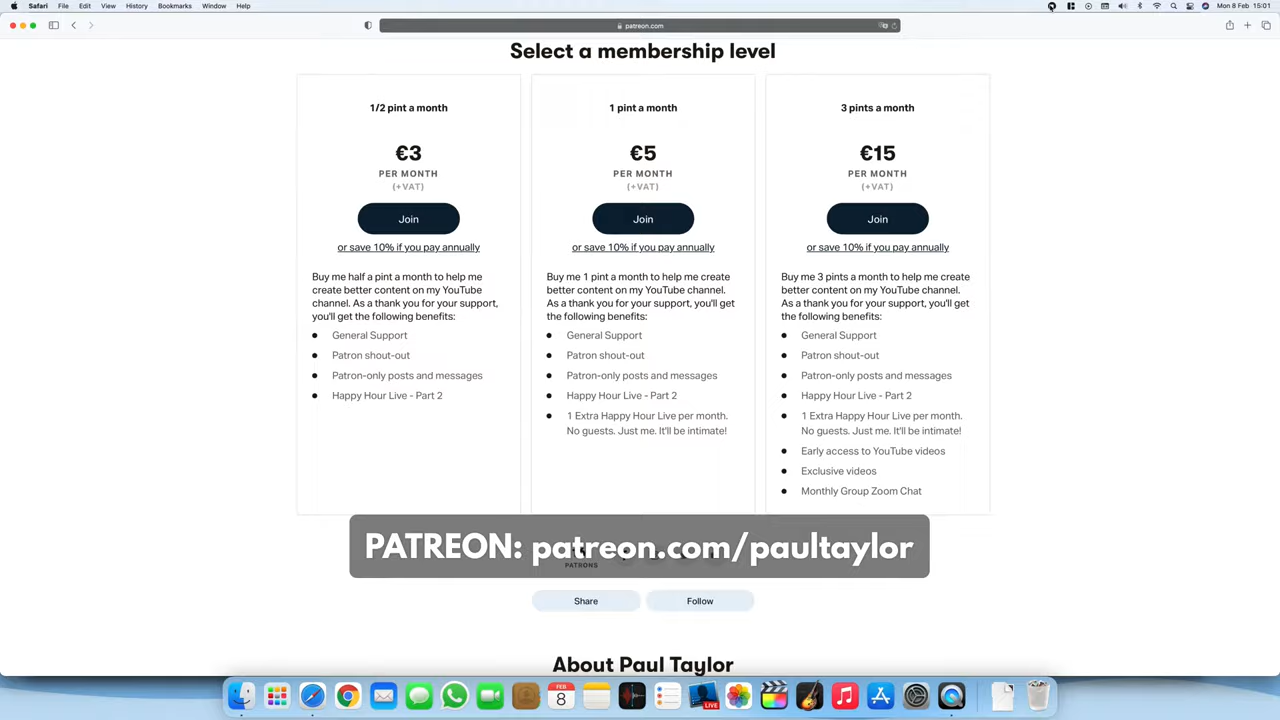 Safari File Edit View History Bookmarks Window Help
Mon 8 Feb 15:01
patreon.com
Select a membership level
1/2 pint a month
€3
PER MONTH
(+VAT)
Join
or save 10% if you pay annually
Buy me half a pint a month to help me
create better content on my YouTube
channel. As a thank you for your support,
you'll get the following benefits:
General Support
Patron shout-out
Patron-only posts and messages
Happy Hour Live - Part 2
1 pint a month
€5
PER MONTH
(+VAT)
Join
or save 10% if you pay annually
Buy me 1 pint a month to help me create
better content on my YouTube channel.
As a thank you for your support, you'll get
the following benefits:
General Support
Patron shout-out
Patron-only posts and messages
Happy Hour Live - Part 2
1 Extra Happy Hour Live per month.
No guests. Just me. It'll be intimate!
3 pints a month
€15
PER MONTH
(+VAT)
Join
or save 10% if you pay annually
Buy me 3 pints a month to help me create
better content on my YouTube channel.
As a thank you for your support, you'll get
the following benefits:
General Support
Patron shout-out
Patron-only posts and messages
Happy Hour Live - Part 2
1 Extra Happy Hour Live per month.
No guests. Just me. It'll be intimate!
Early access to YouTube videos
Exclusive videos
Monthly Group Zoom Chat
PATREON: patreon.com/paultaylor
PATRONS
Share
Follow
About Paul Taylor
FEB
8
LIVE